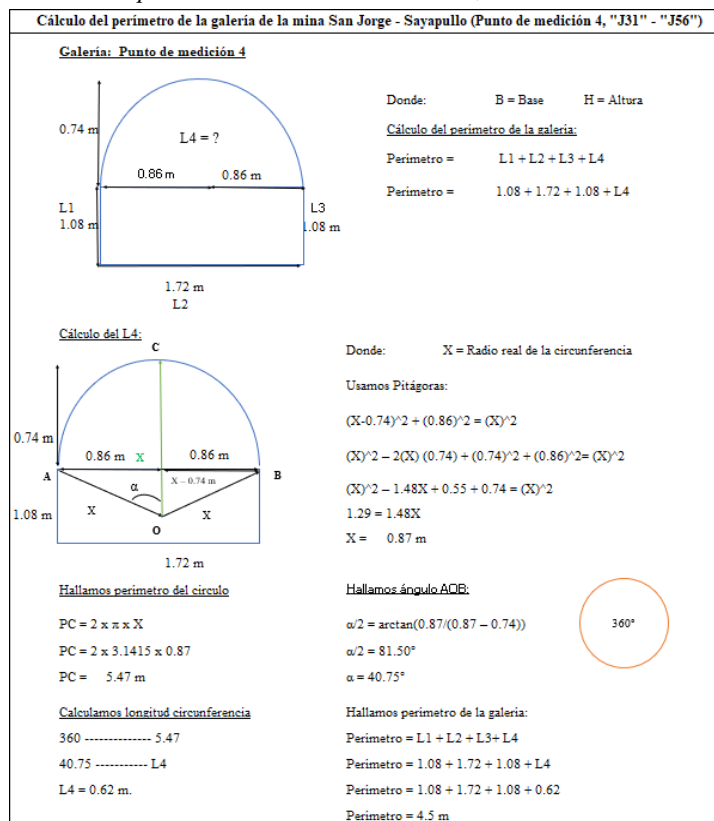 Cálculo del perímetro de la galería de la mina San Jorge - Sayapullo (Punto de medición 4, "J31" - "J56")
Galería: Punto de medición 4
0.74 m
L4 = ?
0.86 m 0.86 m
L1
1.08 m
L3
1.08 m
1.72 m
L2
Donde: B = Base H = Altura
Cálculo del perimetro de la galeria:
Perimetro = L1 + L2 + L3 + L4
Perimetro = 1.08 + 1.72 + 1.08 + L4
Cálculo del L4:
C
0.74 m
0.86 m X 0.86 m
A
B
α
X – 0.74 m
1.08 m
X X
O
1.72 m
Donde: X = Radio real de la circunferencia
Usamos Pitágoras:
(X-0.74)^2 + (0.86)^2 = (X)^2
(X)^2 – 2(X) (0.74) + (0.74)^2 + (0.86)^2= (X)^2
(X)^2 – 1.48X + 0.55 + 0.74 = (X)^2
1.29 = 1.48X
X = 0.87 m
Hallamos perimetro del circulo
PC = 2 x π x X
PC = 2 x 3.1415 x 0.87
PC = 5.47 m
Hallamos ángulo AOB:
α/2 = arctan(0.87/(0.87 – 0.74))
α/2 = 81.50°
α = 40.75°
360°
Calculamos longitud circunferencia
360 -------------- 5.47
40.75 ----------- L4
L4 = 0.62 m.
Hallamos perimetro de la galeria:
Perimetro = L1 + L2 + L3+ L4
Perimetro = 1.08 + 1.72 + 1.08 + L4
Perimetro = 1.08 + 1.72 + 1.08 + 0.62
Perimetro = 4.5 m